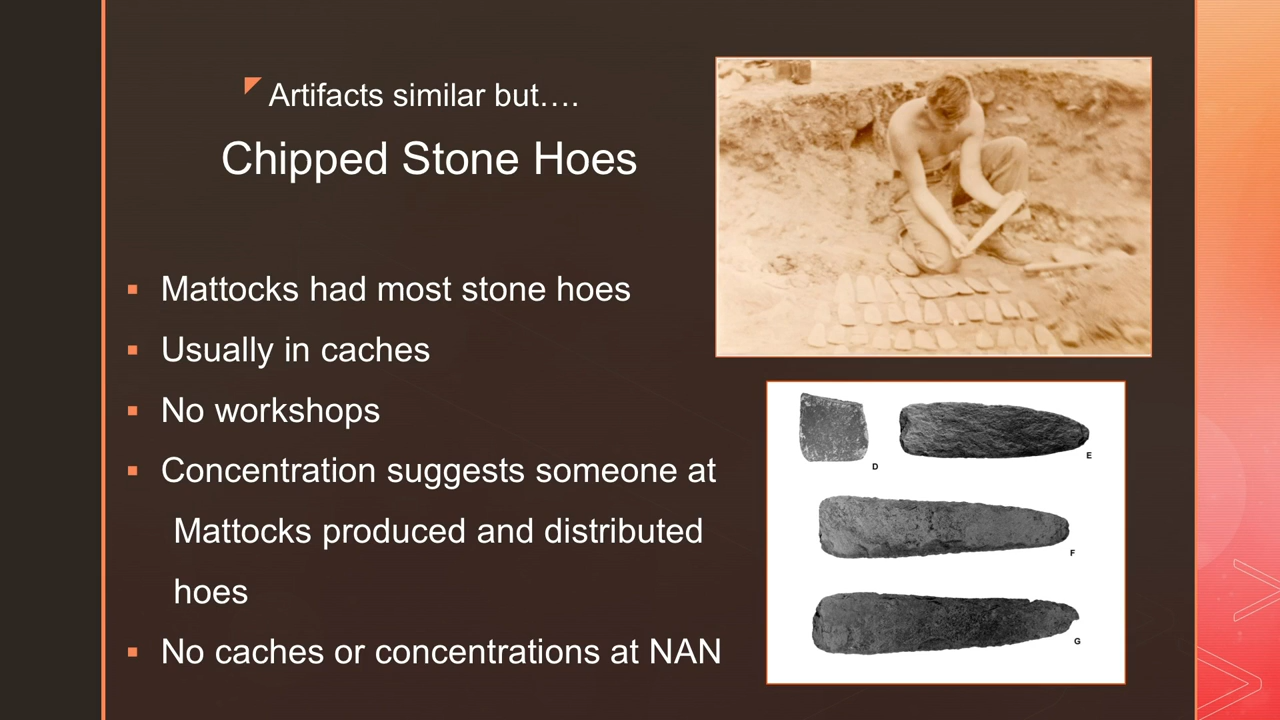 Artifacts similar but….
Chipped Stone Hoes
Mattocks had most stone hoes
Usually in caches
No workshops
Concentration suggests someone at
Mattocks produced and distributed
hoes
No caches or concentrations at NAN
D
E
F
G